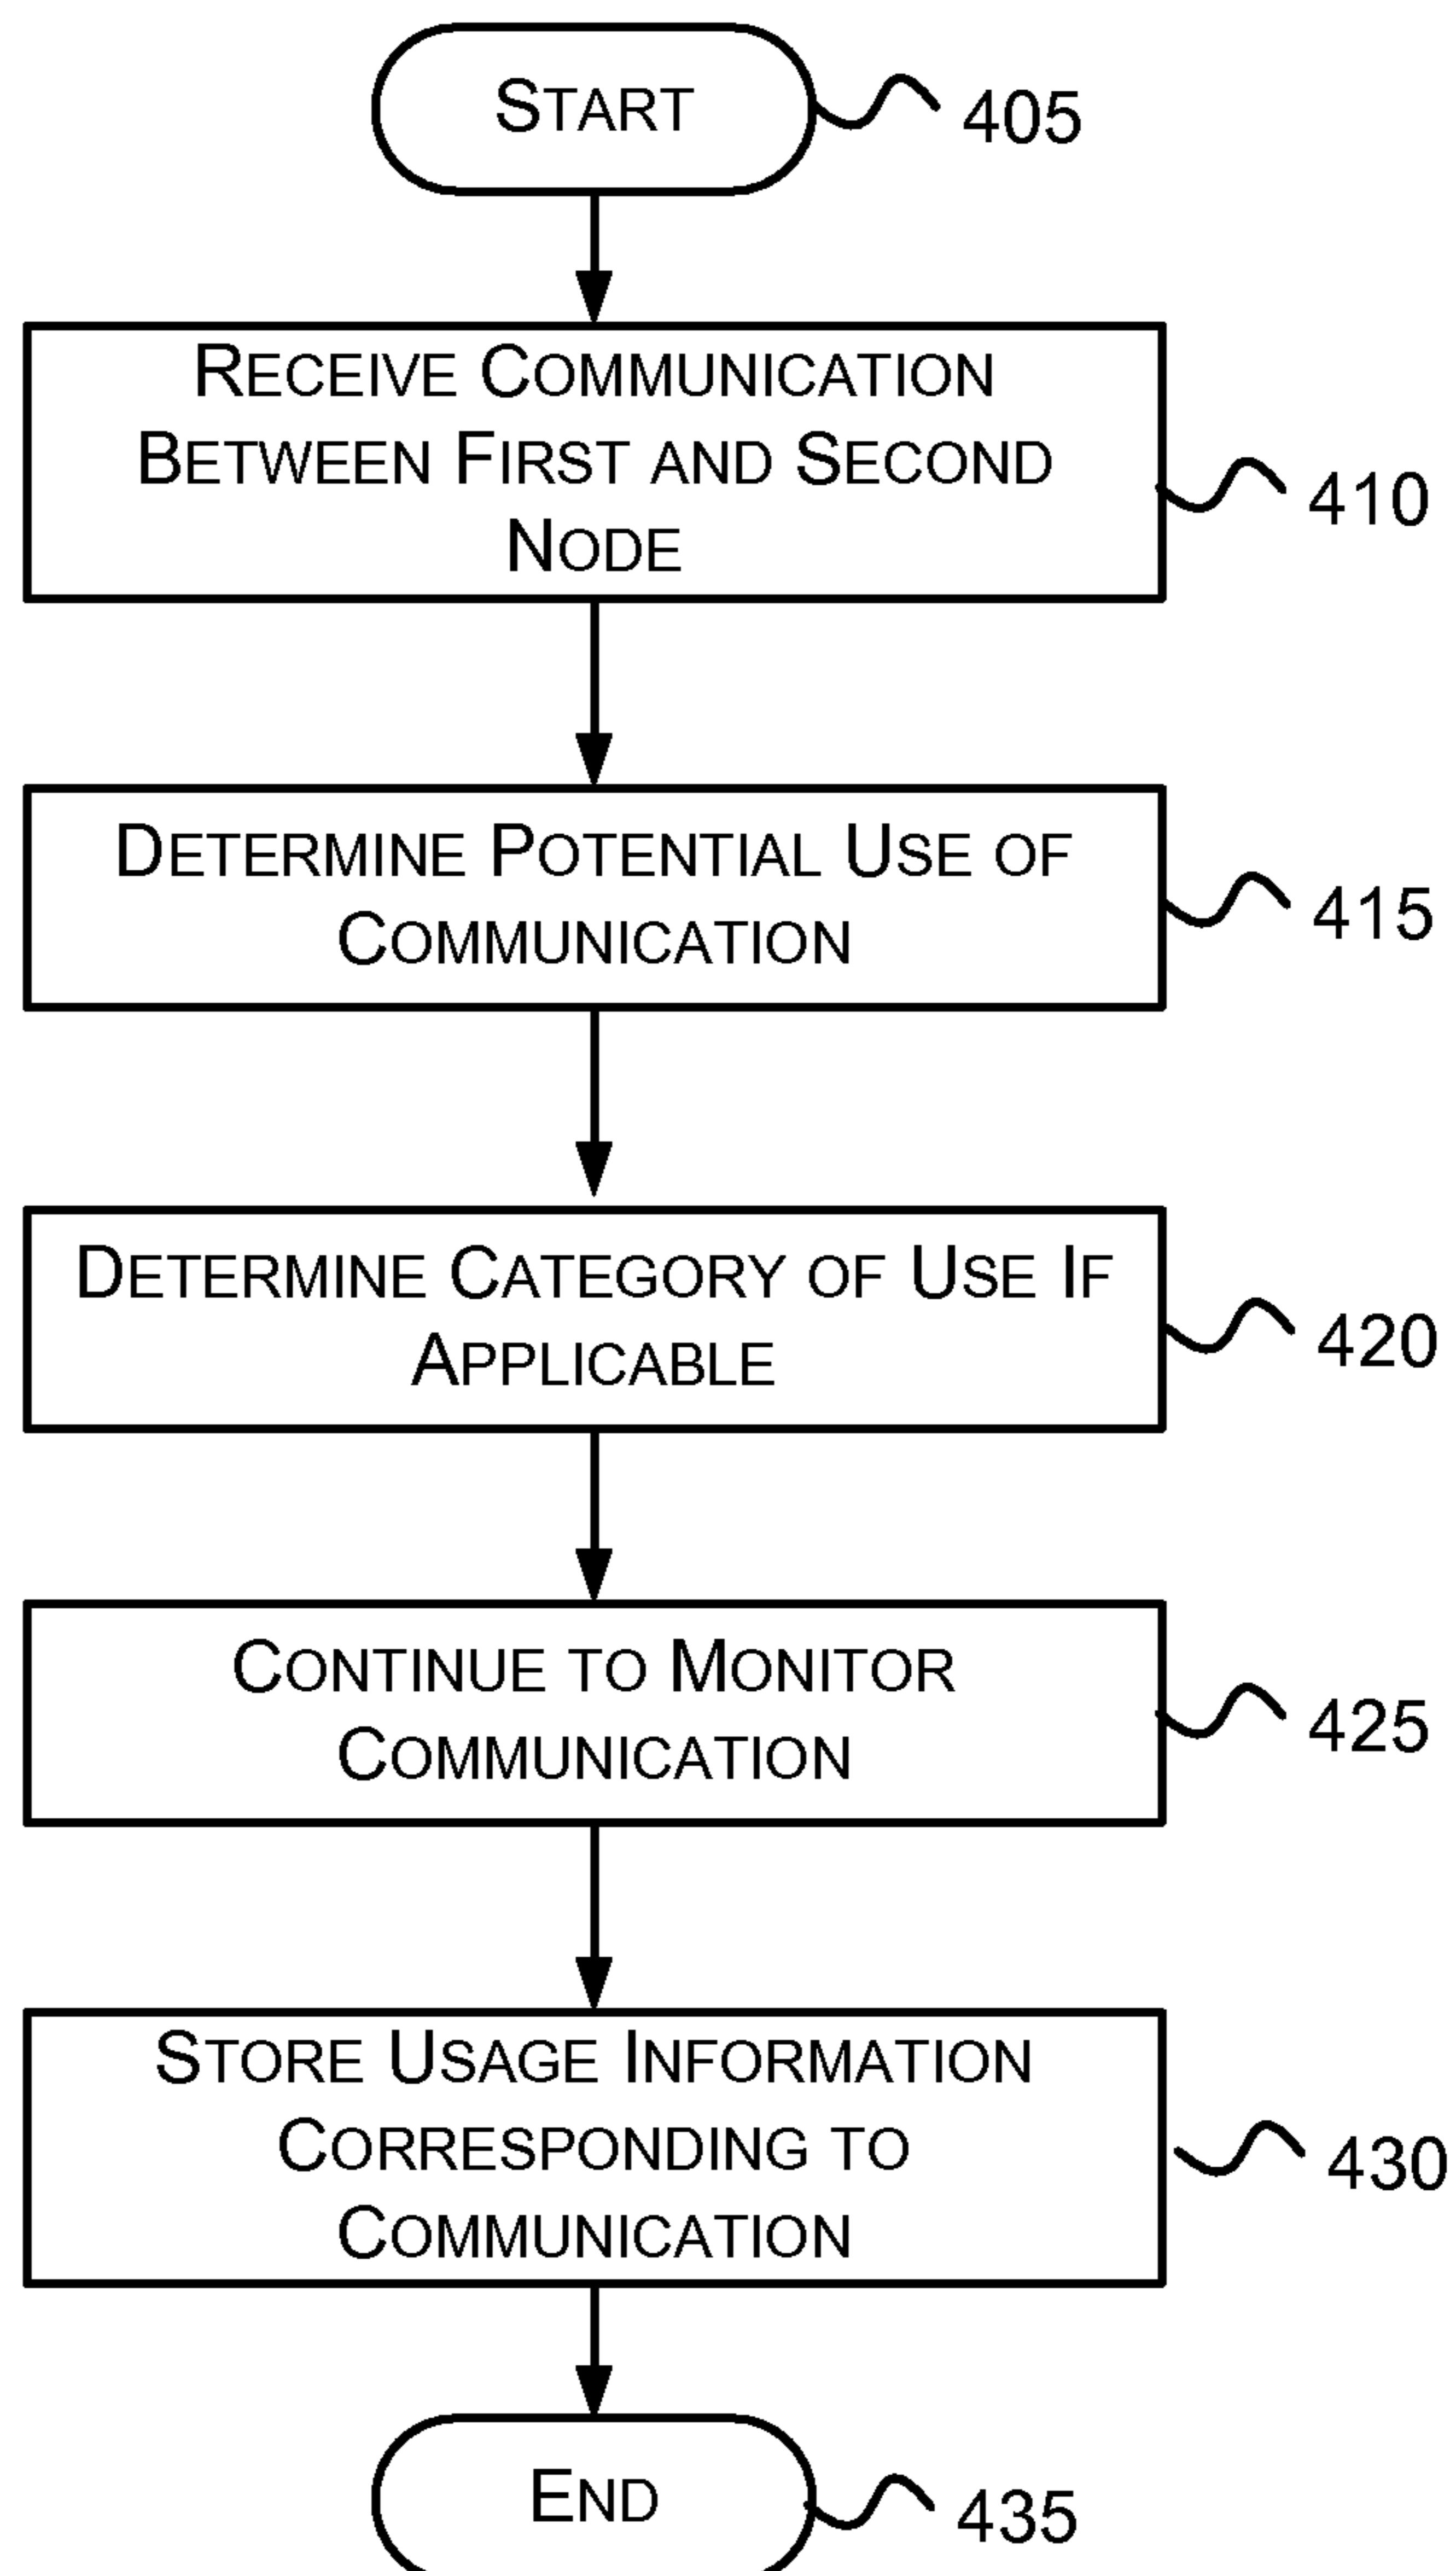 START
405
RECEIVE COMMUNICATION
BETWEEN FIRST AND SECOND
NODE
410
DETERMINE POTENTIAL USE OF
COMMUNICATION
415
DETERMINE CATEGORY OF USE IF
APPLICABLE
420
CONTINUE TO MONITOR
COMMUNICATION
425
STORE USAGE INFORMATION
CORRESPONDING TO
COMMUNICATION
430
END
435